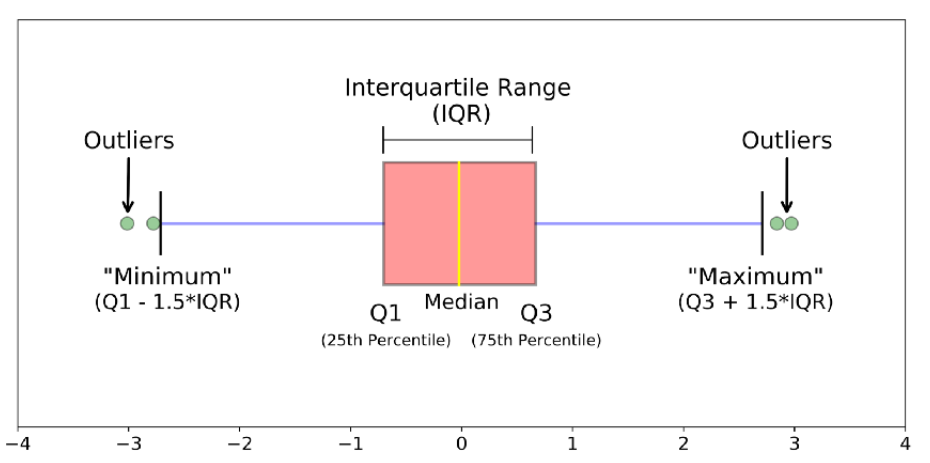 Interquartile Range
(IQR)
Outliers
Outliers
"Minimum"
(Q1 - 1.5*IQR)
"Maximum"
(Q3 + 1.5*IQR)
Median
Q1
Q3
(25th Percentile)
(75th Percentile)
−4
−3
−2
−1
0
1
2
3
4